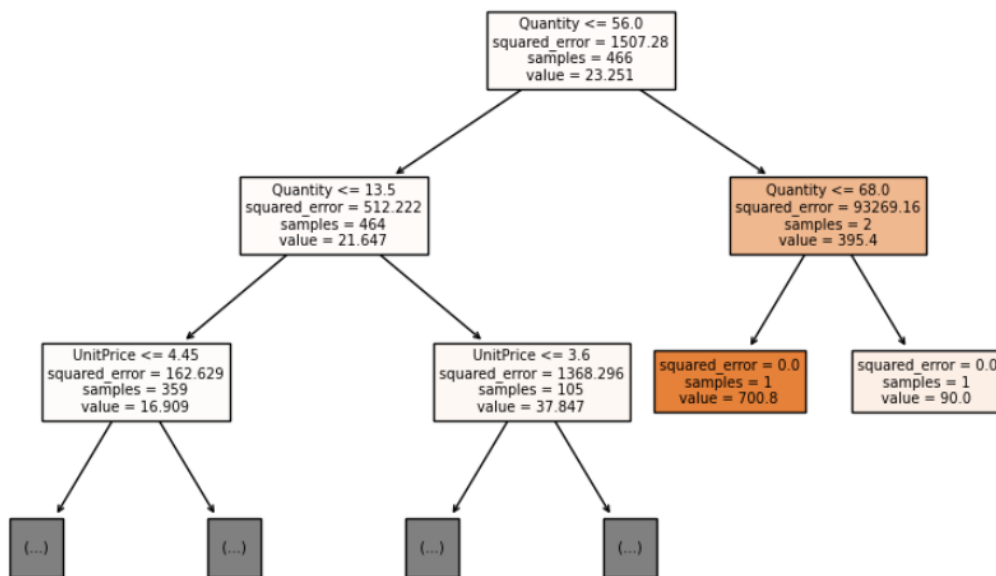 Quantity <= 56.0
squared_error = 1507.28
samples = 466
value = 23.251
Quantity <= 13.5
squared_error = 512.222
samples = 464
value = 21.647
Quantity <= 68.0
squared_error = 93269.16
samples = 2
value = 395.4
UnitPrice <= 4.45
squared_error = 162.629
samples = 359
value = 16.909
UnitPrice <= 3.6
squared_error = 1368.296
samples = 105
value = 37.847
squared_error = 0.0
samples = 1
value = 700.8
squared_error = 0.0
samples = 1
value = 90.0
(...)
(...)
(...)
(...)